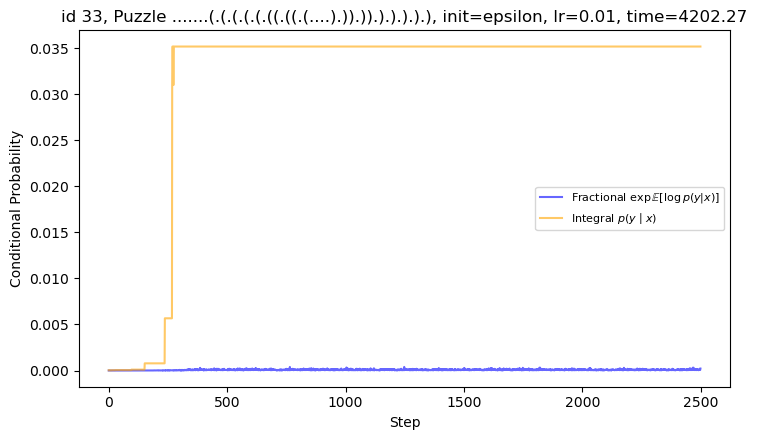 id 33, Puzzle .......(.(.(.(.(.((.((.(....).)).)).).).).).).), init=epsilon, lr=0.01, time=4202.27
Conditional Probability
0.035
0.030
0.025
0.020
0.015
0.010
0.005
0.000
Fractional exp𝔼[log p(y|x)]
Integral p(y | x)
0
500
1000
1500
2000
2500
Step